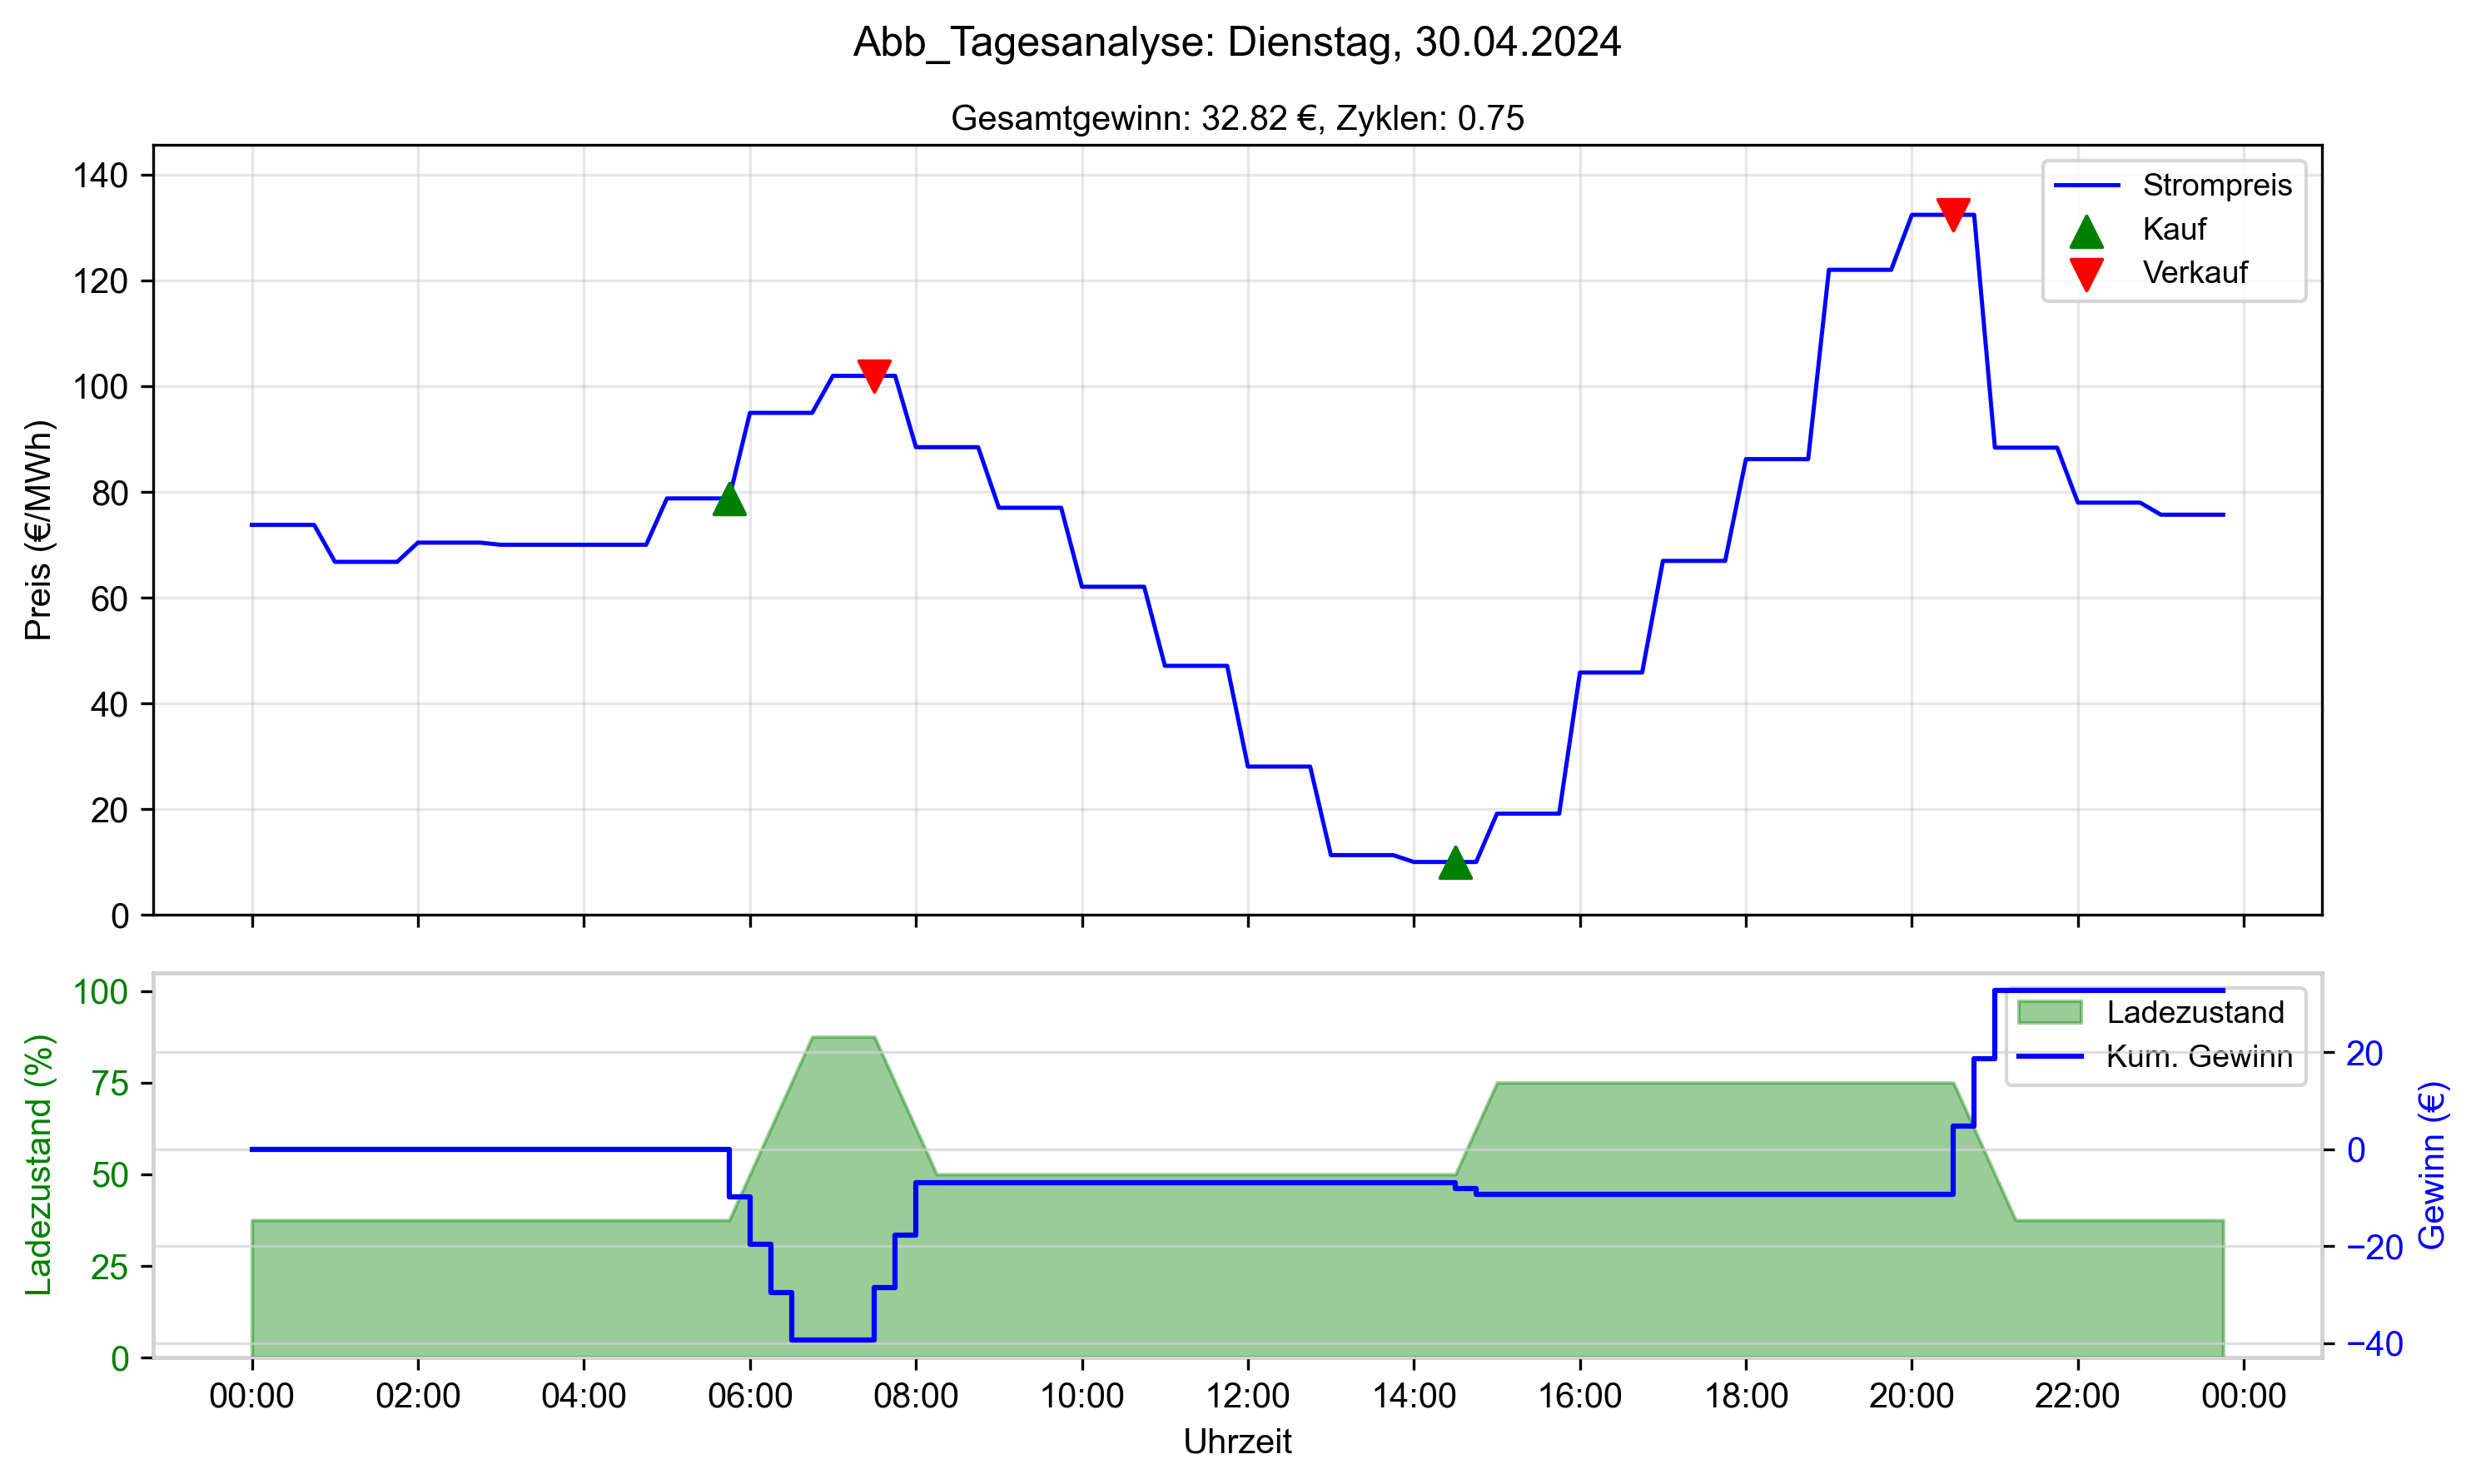 Abb_Tagesanalyse: Dienstag, 30.04.2024
Gesamtgewinn: 32.82 €, Zyklen: 0.75
Preis (€/MWh)
140
120
100
80
60
40
20
0
Strompreis
Kauf
Verkauf
Ladezustand (%)
100
75
50
25
0
Ladezustand
Kum. Gewinn
20
0
−20
−40
Gewinn (€)
00:00 02:00 04:00 06:00 08:00 10:00 12:00 14:00 16:00 18:00 20:00 22:00 00:00
Uhrzeit